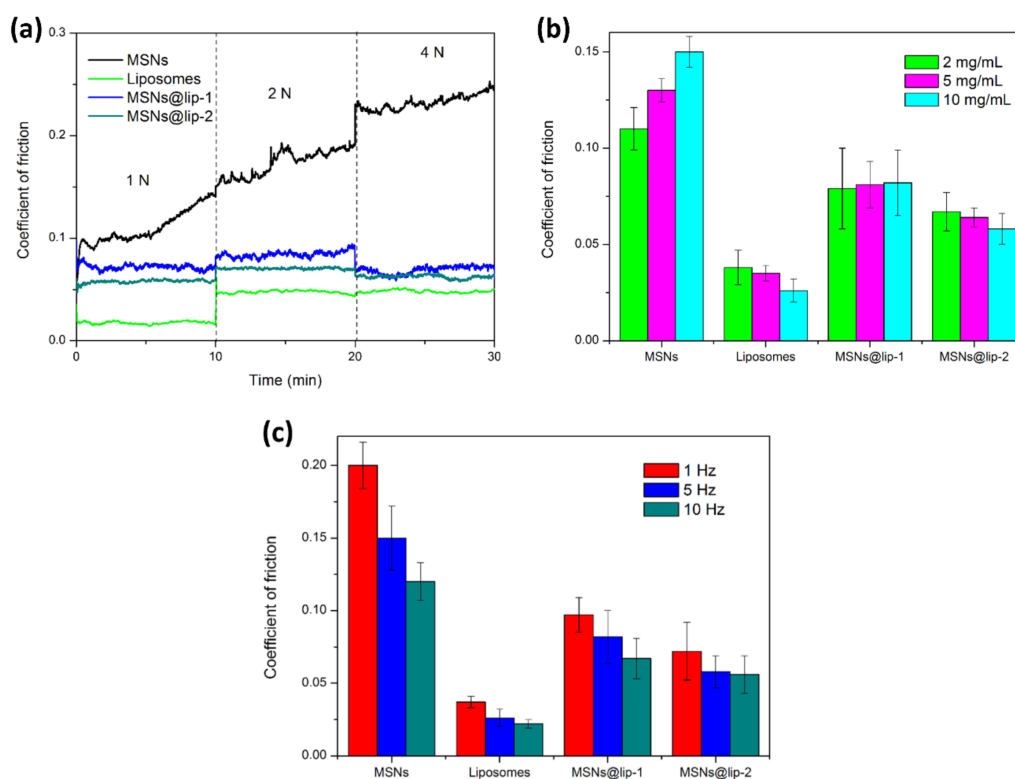 (a)
0.3
0.2
0.1
0.0
Coefficient of friction
MSNs
Liposomes
MSNs@lip-1
MSNs@lip-2
1 N
2 N
4 N
0
10
20
30
Time (min)
(b)
0.15
0.10
0.05
0.00
Coefficient of friction
2 mg/mL
5 mg/mL
10 mg/mL
MSNs
Liposomes
MSNs@lip-1
MSNs@lip-2
(c)
0.20
0.15
0.10
0.05
0.00
Coefficient of friction
1 Hz
5 Hz
10 Hz
MSNs
Liposomes
MSNs@lip-1
MSNs@lip-2